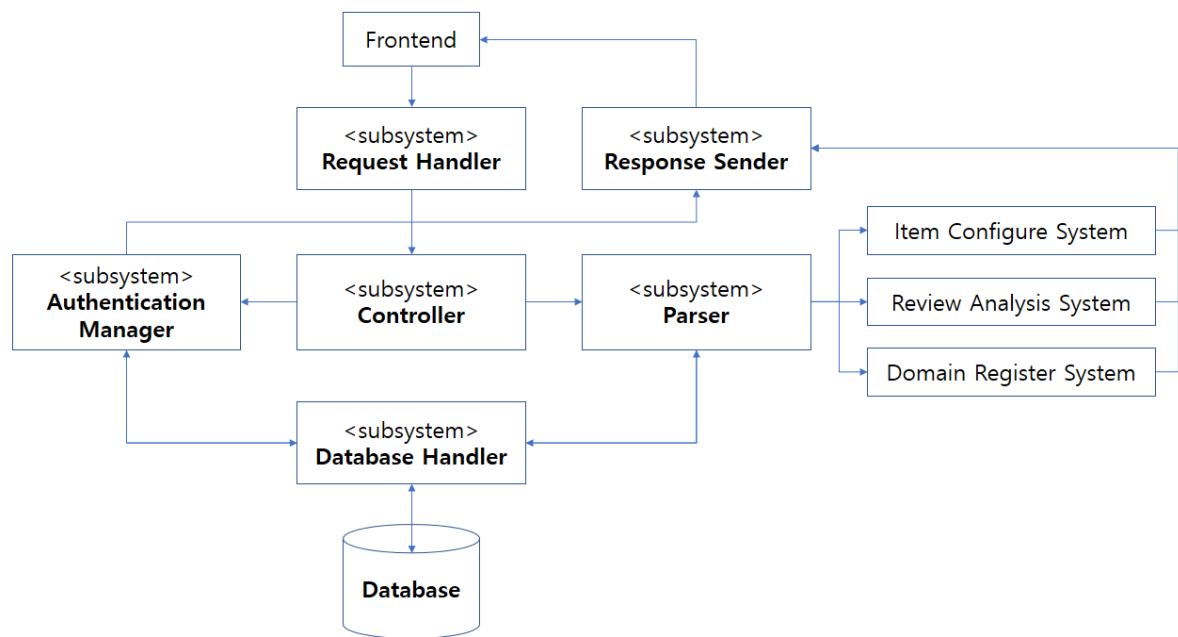 Frontend
<subsystem>
Request Handler
<subsystem>
Response Sender
Item Configure System
<subsystem>
Authentication
Manager
<subsystem>
Controller
<subsystem>
Parser
Review Analysis System
Domain Register System
<subsystem>
Database Handler
Database